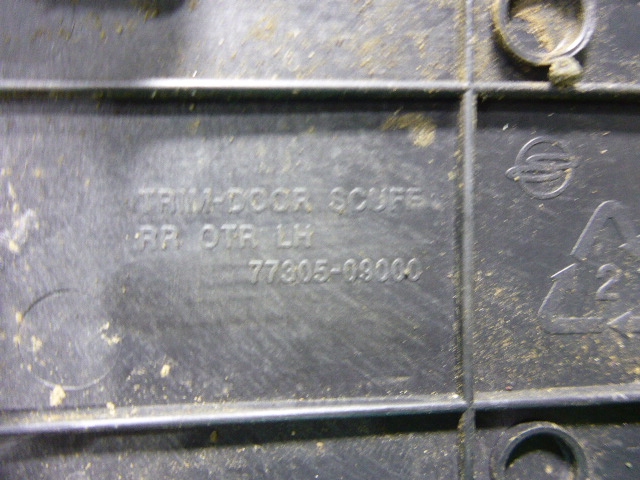 TRIM-DOOR SCUFF
RR OTR LH
77305-09000
2